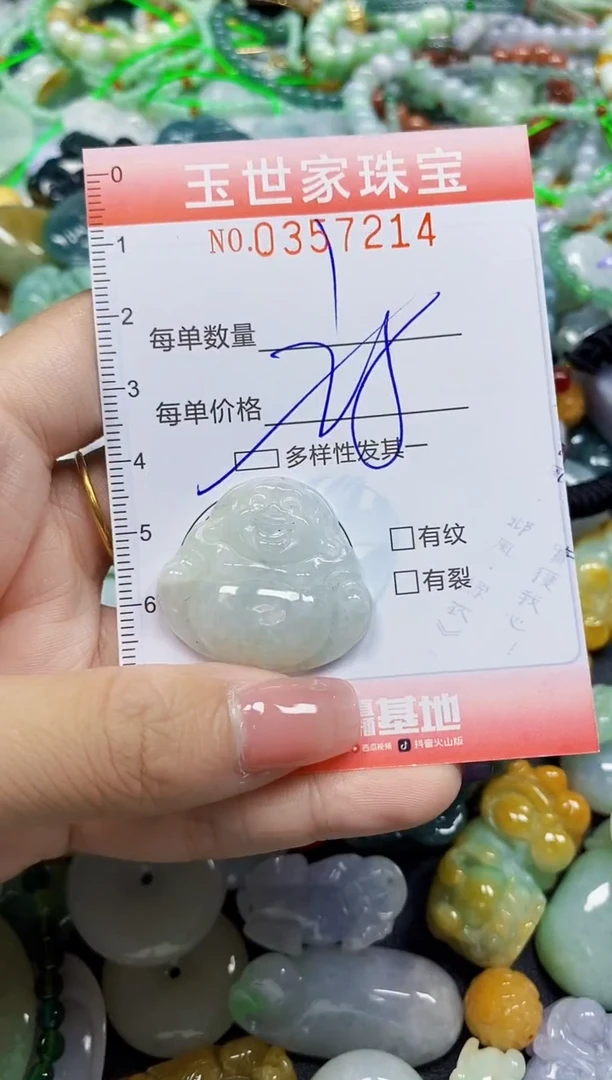 0
玉世家珠宝
NO.0357214
1
2
每单数量
3
每单价格
4
多样性发其一
5
有纹
有裂
6
基地
西瓜视频 抖音火山版